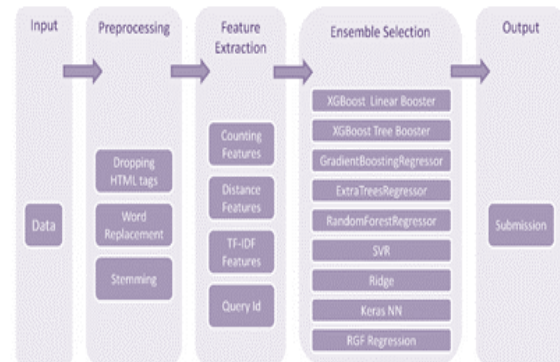 Input
Data
Preprocessing
Dropping
HTML tags
Word
Replacement
Stemming
Feature
Extraction
Counting
Features
Distance
Features
TF-IDF
Features
Query Id
Ensemble Selection
XGBoost Linear Booster
XGBoost Tree Booster
GradientBoostingRegressor
ExtraTreesRegressor
RandomForestRegressor
SVR
Ridge
Keras NN
RGF Regression
Output
Submission